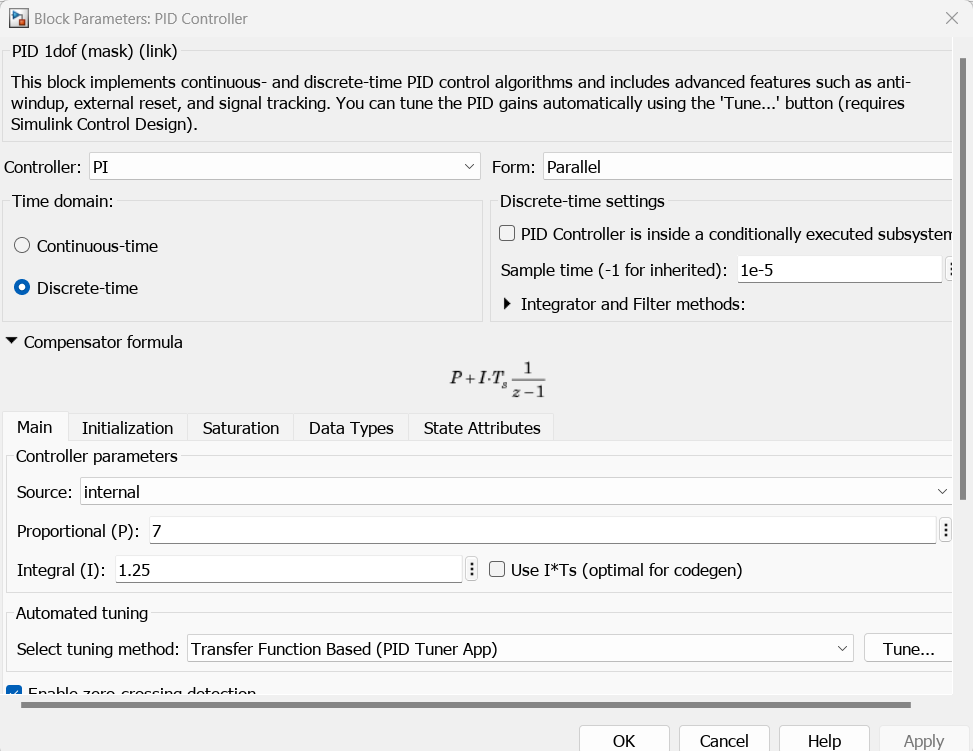 Block Parameters: PID Controller
PID 1dof (mask) (link)
This block implements continuous- and discrete-time PID control algorithms and includes advanced features such as anti-
windup, external reset, and signal tracking. You can tune the PID gains automatically using the 'Tune...' button (requires
Simulink Control Design).
Controller: PI Form: Parallel
Time domain: Discrete-time settings
Continuous-time PID Controller is inside a conditionally executed subsystem
Sample time (-1 for inherited): 1e-5
Discrete-time Integrator and Filter methods:
Compensator formula
P + I·T_s 1/(z−1)
Main Initialization Saturation Data Types State Attributes
Controller parameters
Source: internal
Proportional (P): 7
Integral (I): 1.25 Use I*Ts (optimal for codegen)
Automated tuning
Select tuning method: Transfer Function Based (PID Tuner App) Tune...
Enable zero-crossing detection
OK Cancel Help Apply